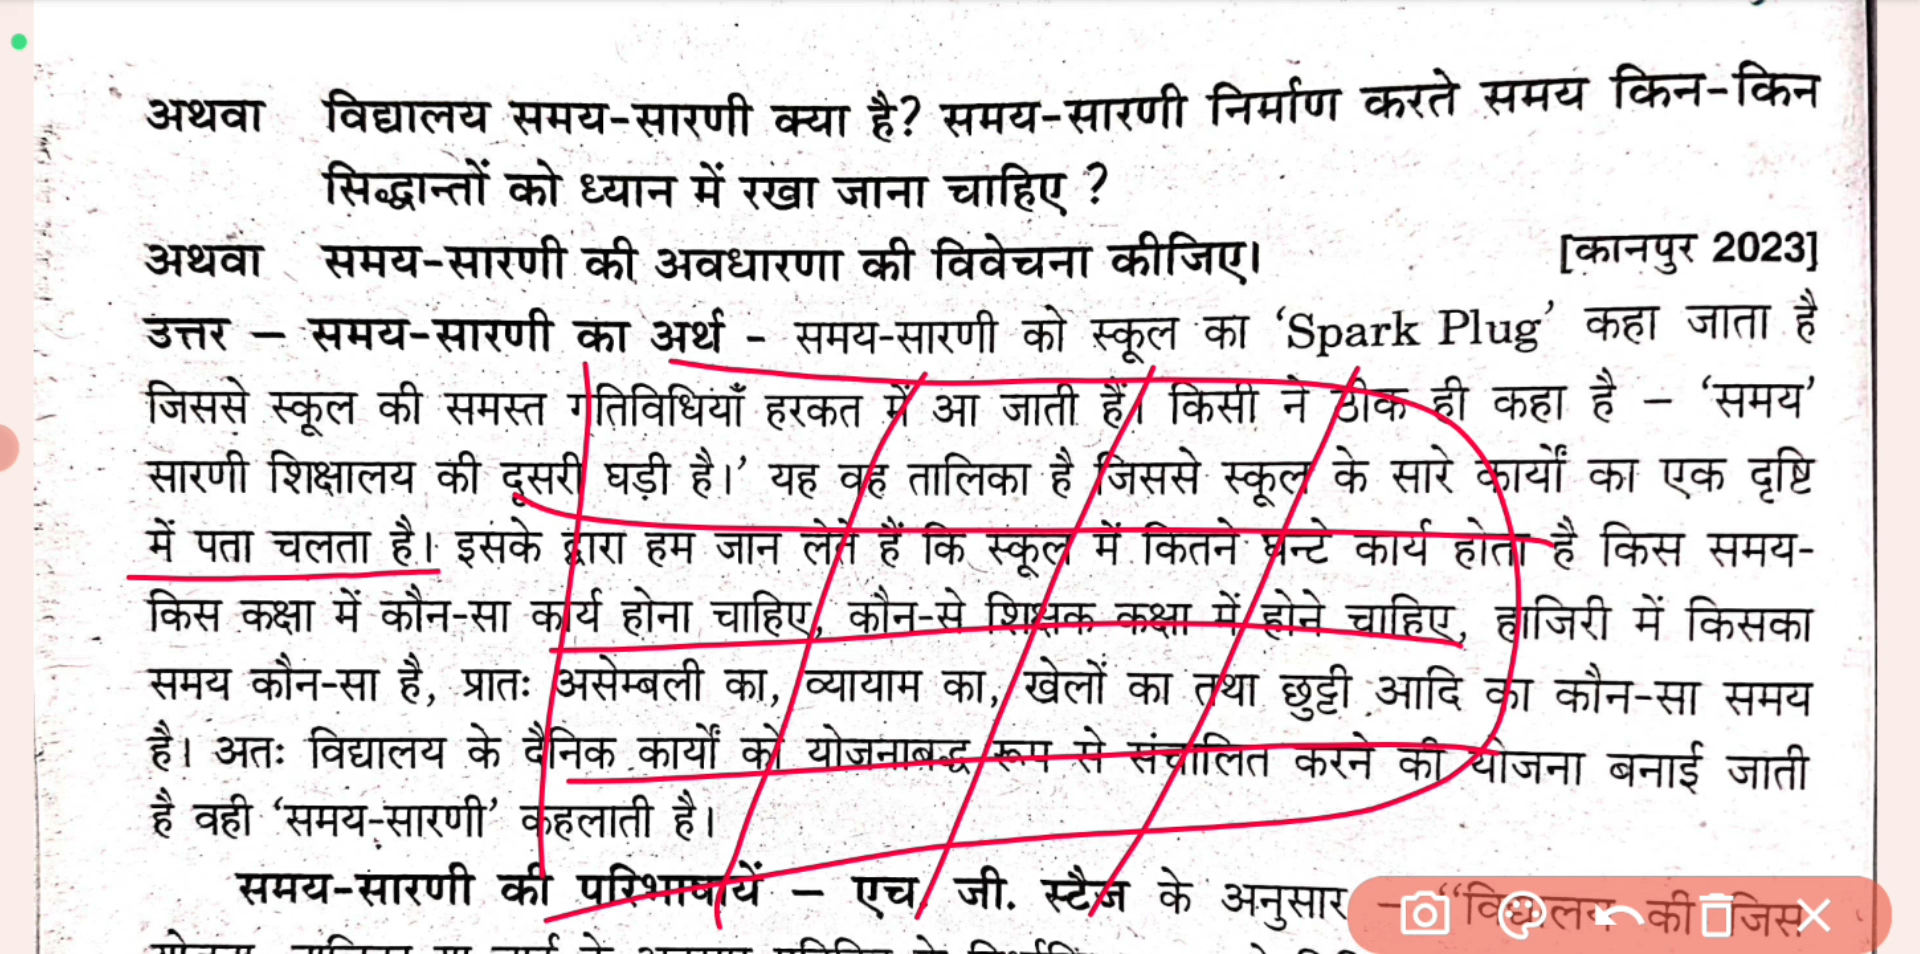 अथवा विद्यालय समय-सारणी क्या है? समय-सारणी निर्माण करते समय किन-किन
सिद्धान्तों को ध्यान में रखा जाना चाहिए ?
अथवा समय-सारणी की अवधारणा की विवेचना कीजिए। [कानपुर 2023]
उत्तर – समय-सारणी का अर्थ - समय-सारणी को स्कूल का ‘Spark Plug’ कहा जाता है
जिससे स्कूल की समस्त गतिविधियाँ हरकत में आ जाती हैं। किसी ने ठीक ही कहा है – ‘समय’
सारणी शिक्षालय की दूसरी घड़ी है।’ यह वह तालिका है जिससे स्कूल के सारे कार्यों का एक दृष्टि
में पता चलता है। इसके द्वारा हम जान लेते हैं कि स्कूल में कितने घन्टे कार्य होता है किस समय-
किस कक्षा में कौन-सा कार्य होना चाहिए, कौन-से शिक्षक कक्षा में होने चाहिए, हाजिरी में किसका
समय कौन-सा है, प्रातः असेम्बली का, व्यायाम का, खेलों का तथा छुट्टी आदि का कौन-सा समय
है। अतः विद्यालय के दैनिक कार्यों को योजनाबद्ध रूप से संचालित करने की योजना बनाई जाती
है वही ‘समय-सारणी’ कहलाती है।
समय-सारणी की परिभाषायें – एच. जी. स्टैज के अनुसार – “विद्यालय की जिस